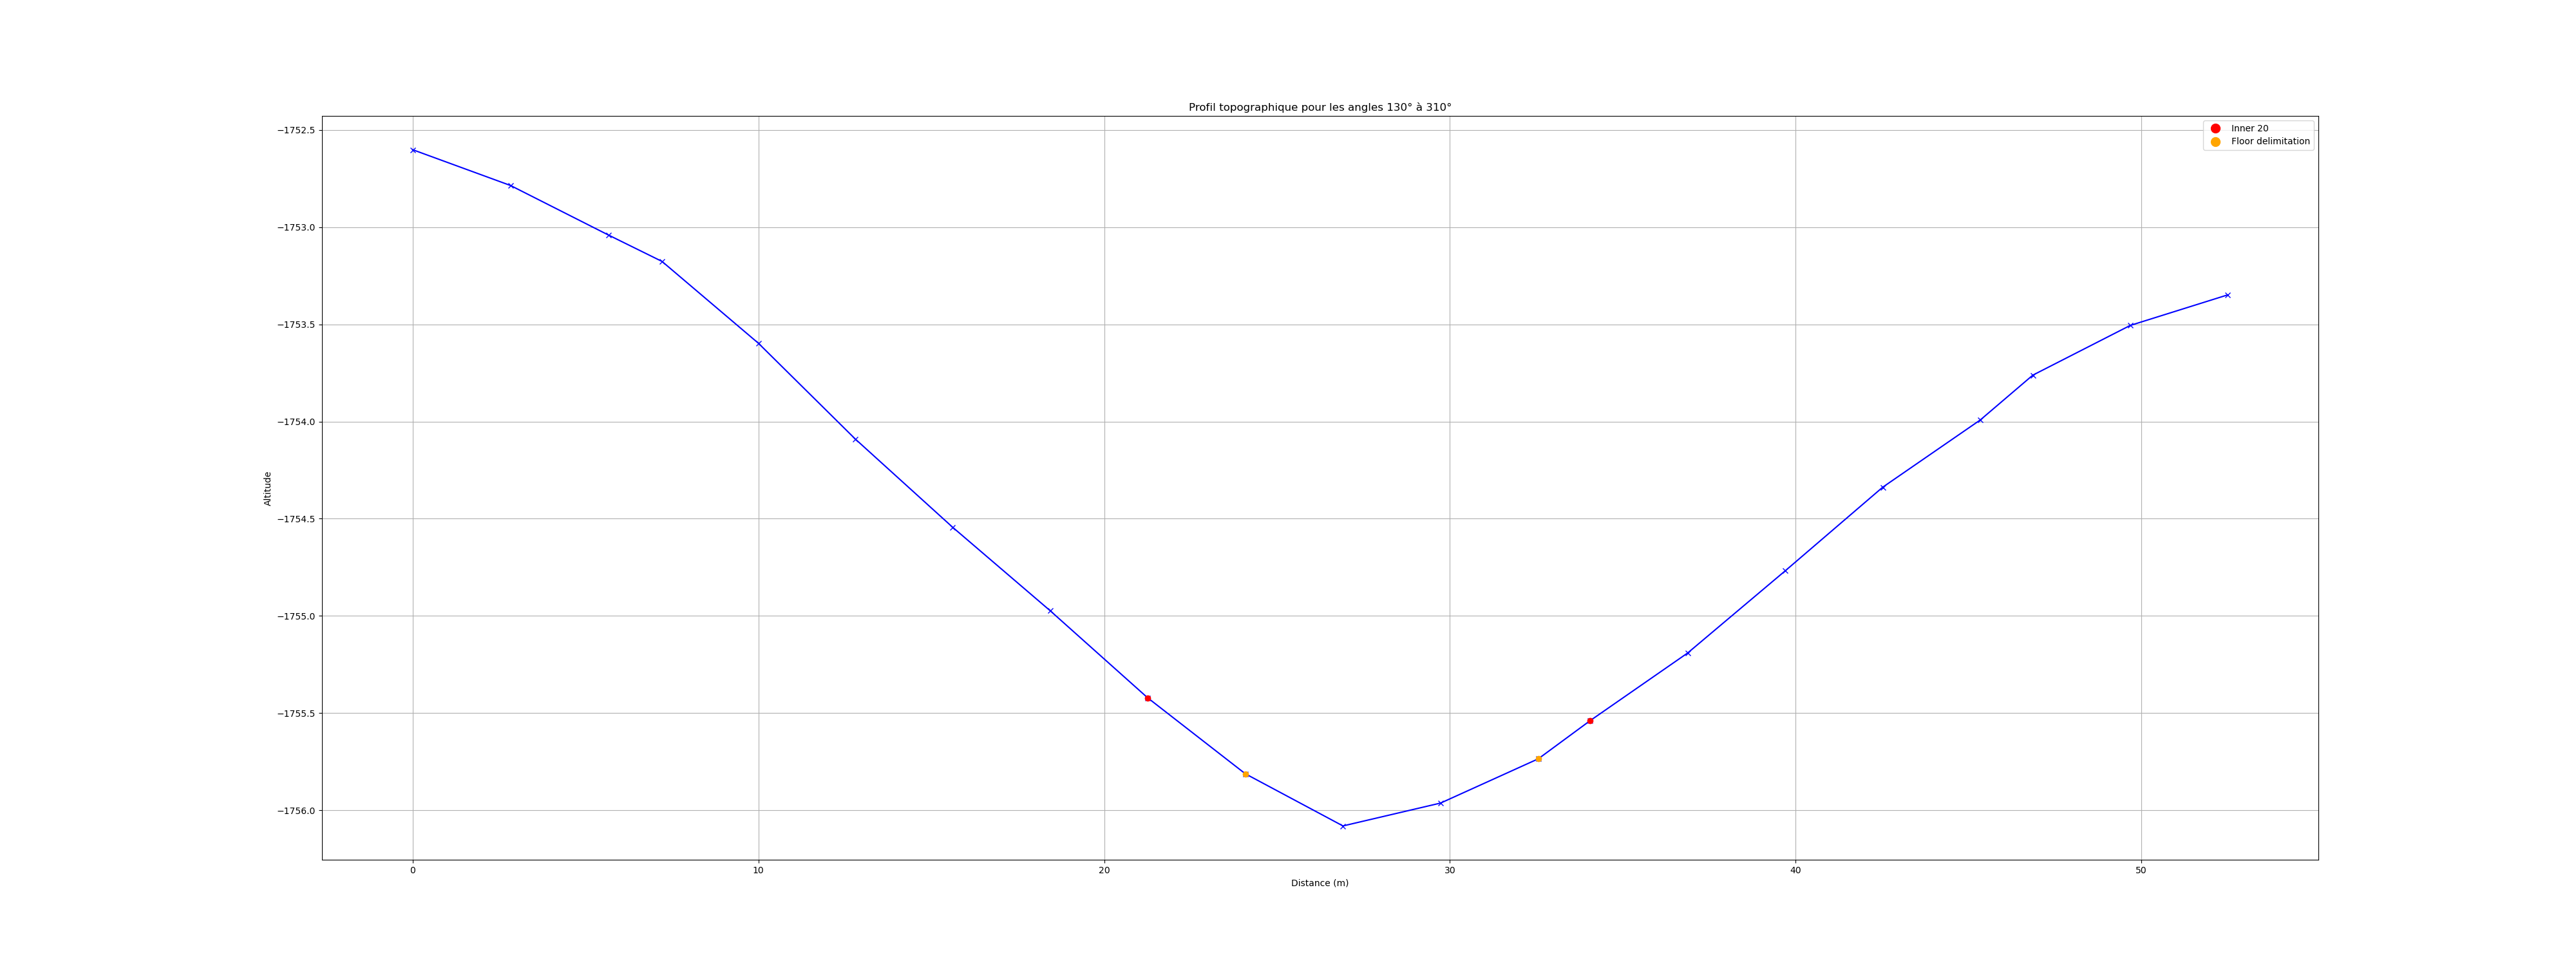 Profil topographique pour les angles 130° à 310°
Inner 20
Floor delimitation
Altitude
−1752.5
−1753.0
−1753.5
−1754.0
−1754.5
−1755.0
−1755.5
−1756.0
0 10 20 30 40 50
Distance (m)